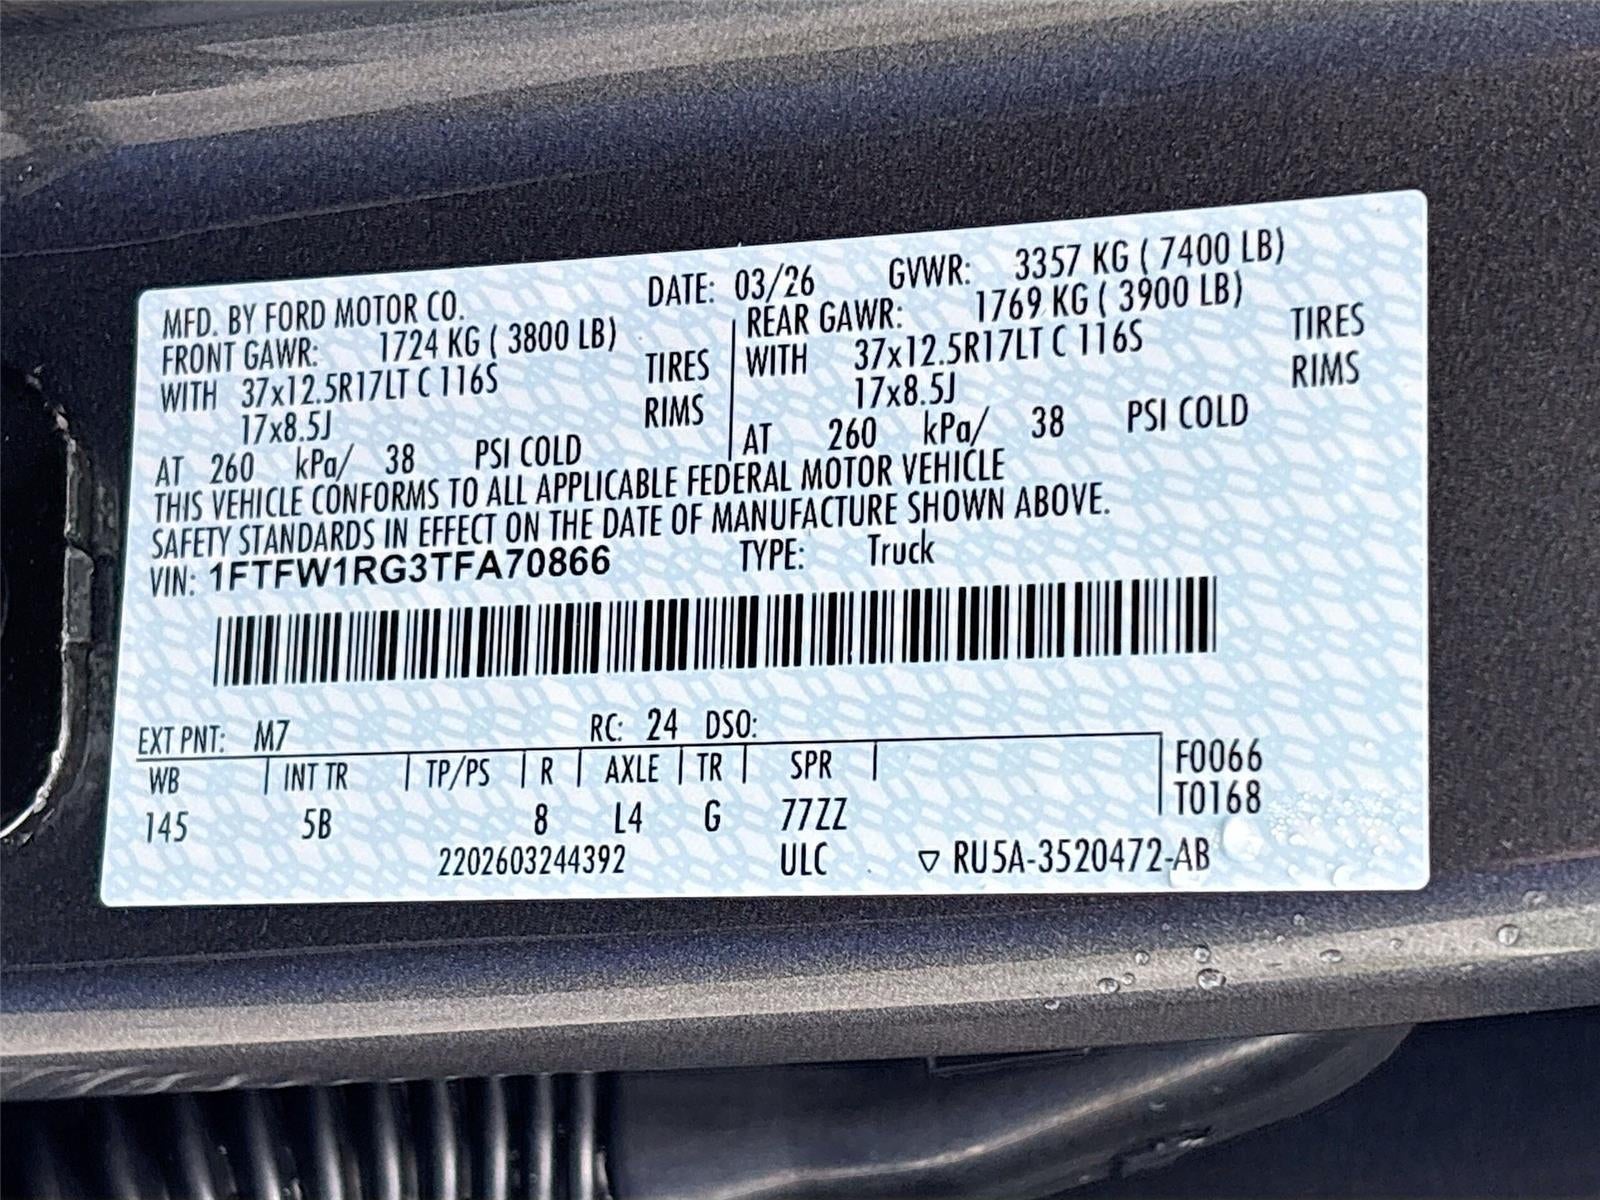 MFD. BY FORD MOTOR CO. DATE: 03/26 GVWR: 3357 KG ( 7400 LB)
FRONT GAWR: 1724 KG ( 3800 LB) REAR GAWR: 1769 KG ( 3900 LB)
WITH 37x12.5R17LT C 116S TIRES WITH 37x12.5R17LT C 116S TIRES
17x8.5J RIMS 17x8.5J RIMS
AT 260 kPa/ 38 PSI COLD AT 260 kPa/ 38 PSI COLD
THIS VEHICLE CONFORMS TO ALL APPLICABLE FEDERAL MOTOR VEHICLE
SAFETY STANDARDS IN EFFECT ON THE DATE OF MANUFACTURE SHOWN ABOVE.
VIN: 1FTFW1RG3TFA70866 TYPE: Truck
EXT PNT: M7 RC: 24 DSO:
WB INT TR TP/PS R AXLE TR SPR F0066
145 5B 8 L4 G 77ZZ T0168
2202603244392 ULC ▽ RU5A-3520472-AB